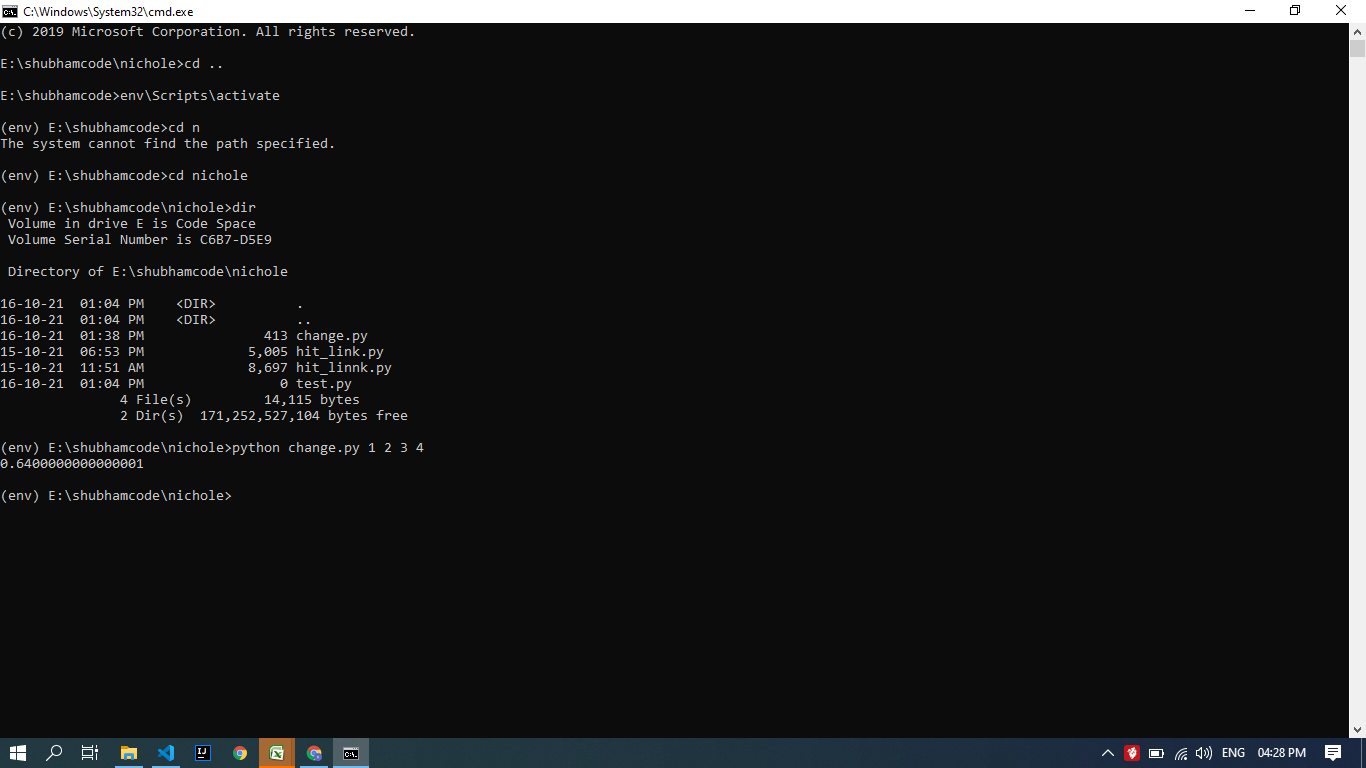 C:\Windows\System32\cmd.exe
(c) 2019 Microsoft Corporation. All rights reserved.
E:\shubhamcode\nichole>cd ..
E:\shubhamcode>env\Scripts\activate
(env) E:\shubhamcode>cd n
The system cannot find the path specified.
(env) E:\shubhamcode>cd nichole
(env) E:\shubhamcode\nichole>dir
 Volume in drive E is Code Space
 Volume Serial Number is C6B7-D5E9
 Directory of E:\shubhamcode\nichole
16-10-21  01:04 PM    <DIR>          .
16-10-21  01:04 PM    <DIR>          ..
16-10-21  01:38 PM               413 change.py
15-10-21  06:53 PM             5,005 hit_link.py
15-10-21  11:51 AM             8,697 hit_linnk.py
16-10-21  01:04 PM                 0 test.py
               4 File(s)         14,115 bytes
               2 Dir(s)  171,252,527,104 bytes free
(env) E:\shubhamcode\nichole>python change.py 1 2 3 4
0.6400000000000001
(env) E:\shubhamcode\nichole>
ENG 04:28 PM